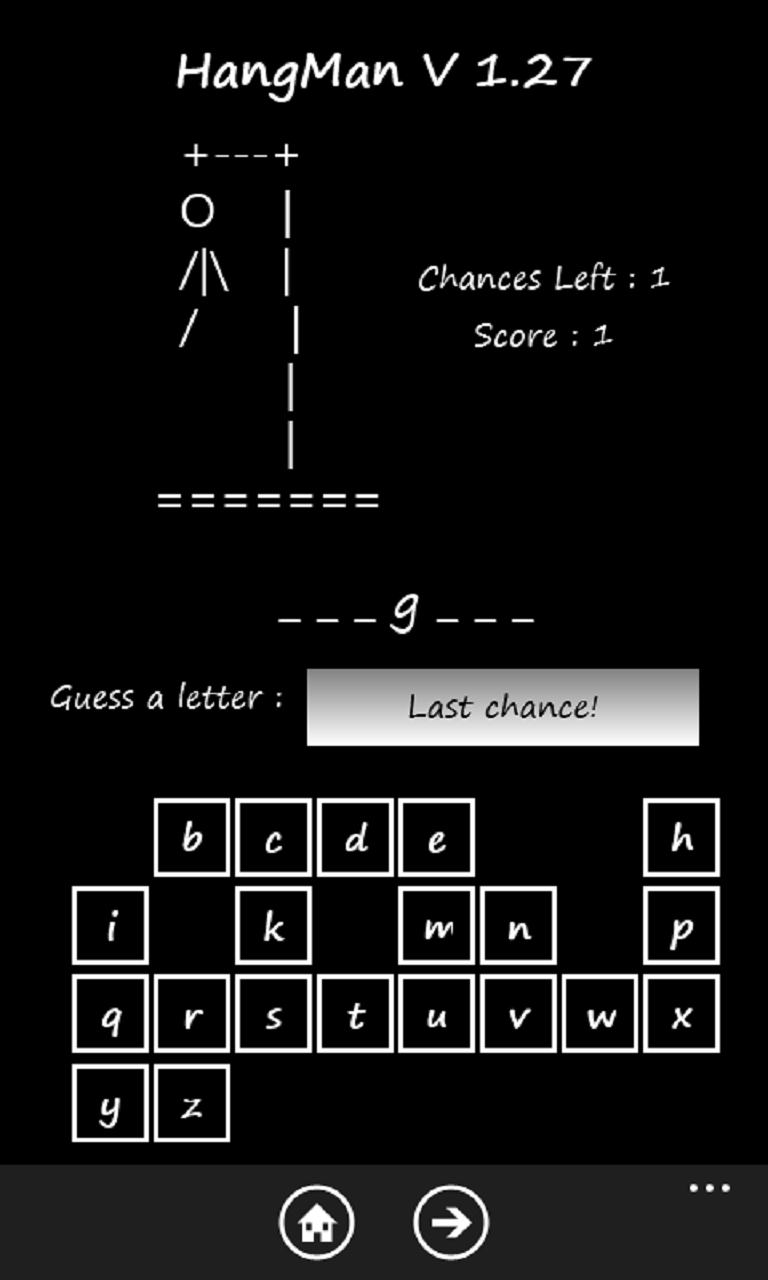 HangMan V 1.27
+---+
O |
/|\ |
/ |
|
|
=======
Chances Left : 1
Score : 1
_ _ _ g _ _ _
Guess a letter :
Last chance!
b c d e h
i k m n p
q r s t u v w x
y z
...